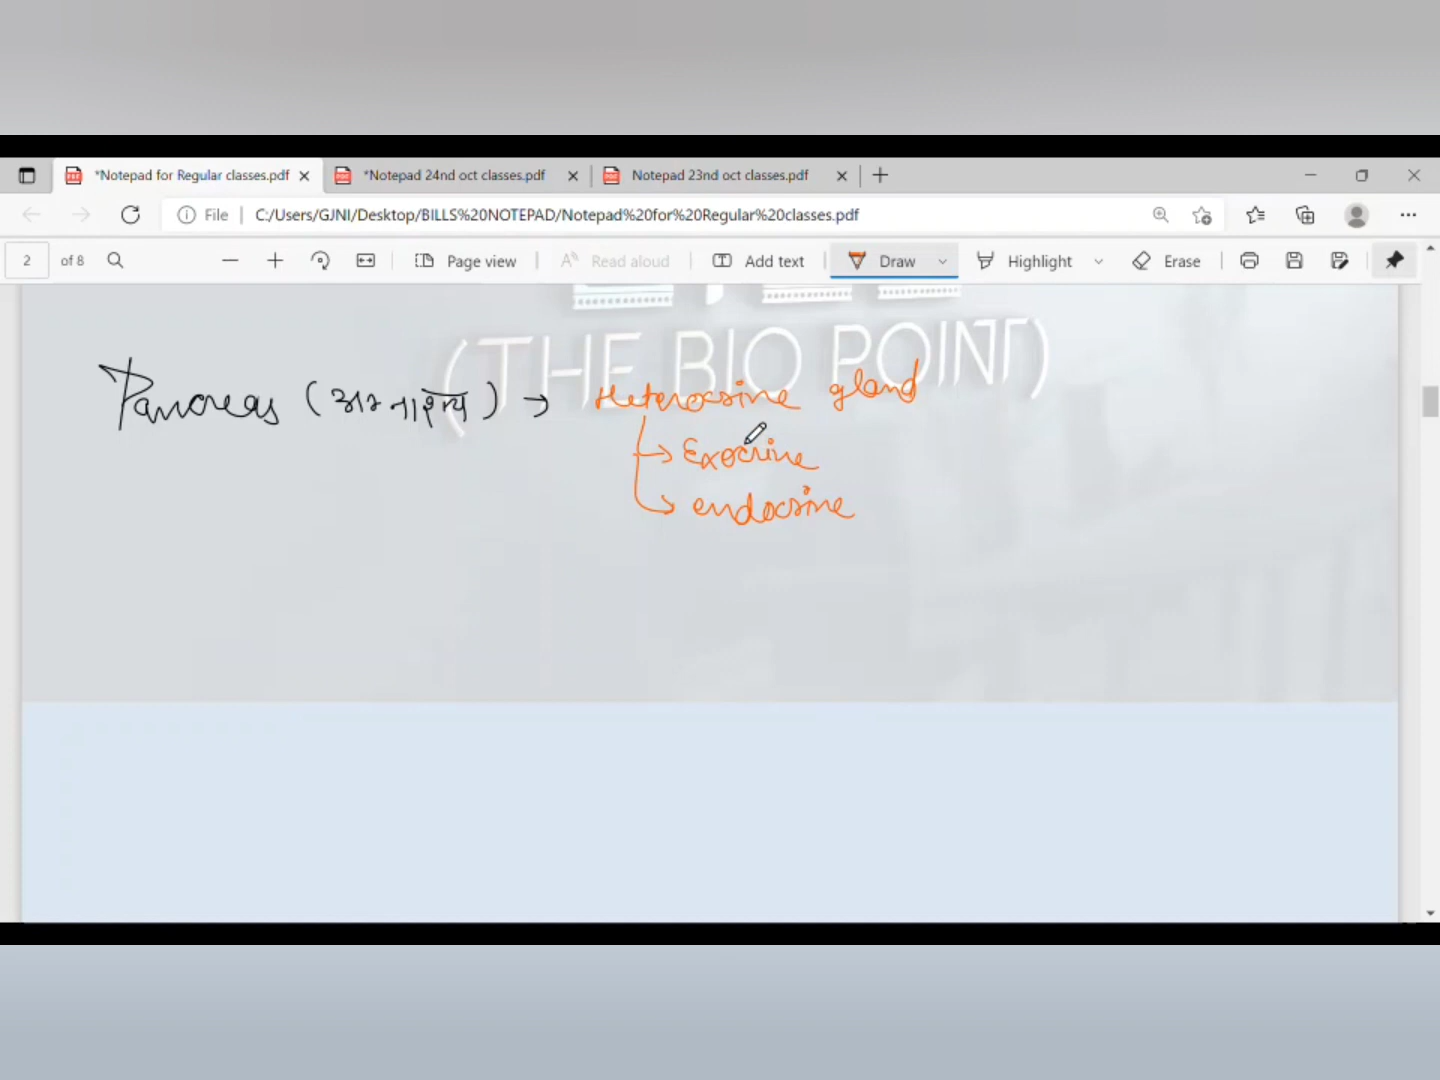 *Notepad for Regular classes.pdf *Notepad 24nd oct classes.pdf Notepad 23nd oct classes.pdf
File C:/Users/GJNI/Desktop/BILLS%20NOTEPAD/Notepad%20for%20Regular%20classes.pdf
2 of 8 Page view Read aloud Add text Draw Highlight Erase
(THE BIO POINT)
Pancreas ( ) → Heterocrine gland
→ Exocrine
→ endocrine